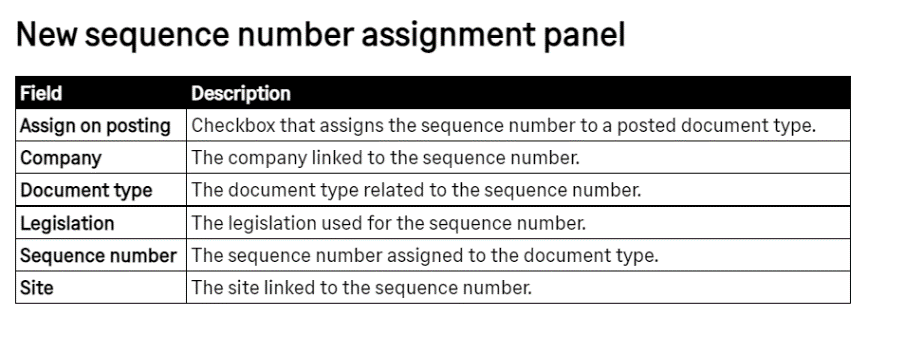 New sequence number assignment panel
Field Description
Assign on posting Checkbox that assigns the sequence number to a posted document type.
Company The company linked to the sequence number.
Document type The document type related to the sequence number.
Legislation The legislation used for the sequence number.
Sequence number The sequence number assigned to the document type.
Site The site linked to the sequence number.